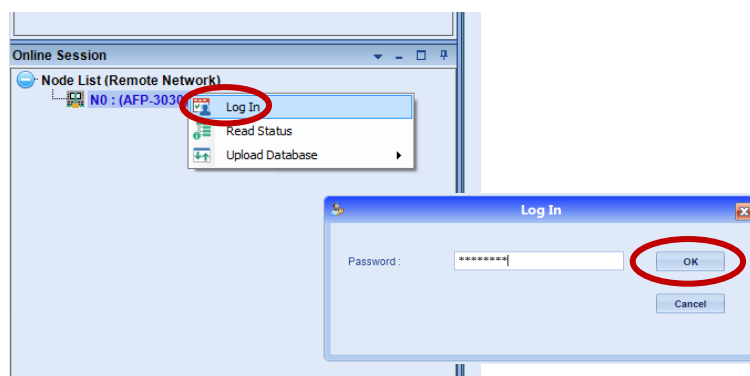 Online Session
Node List (Remote Network)
N0 : (AFP-3030)
Log In
Read Status
Upload Database
Log In
Password :
********
OK
Cancel